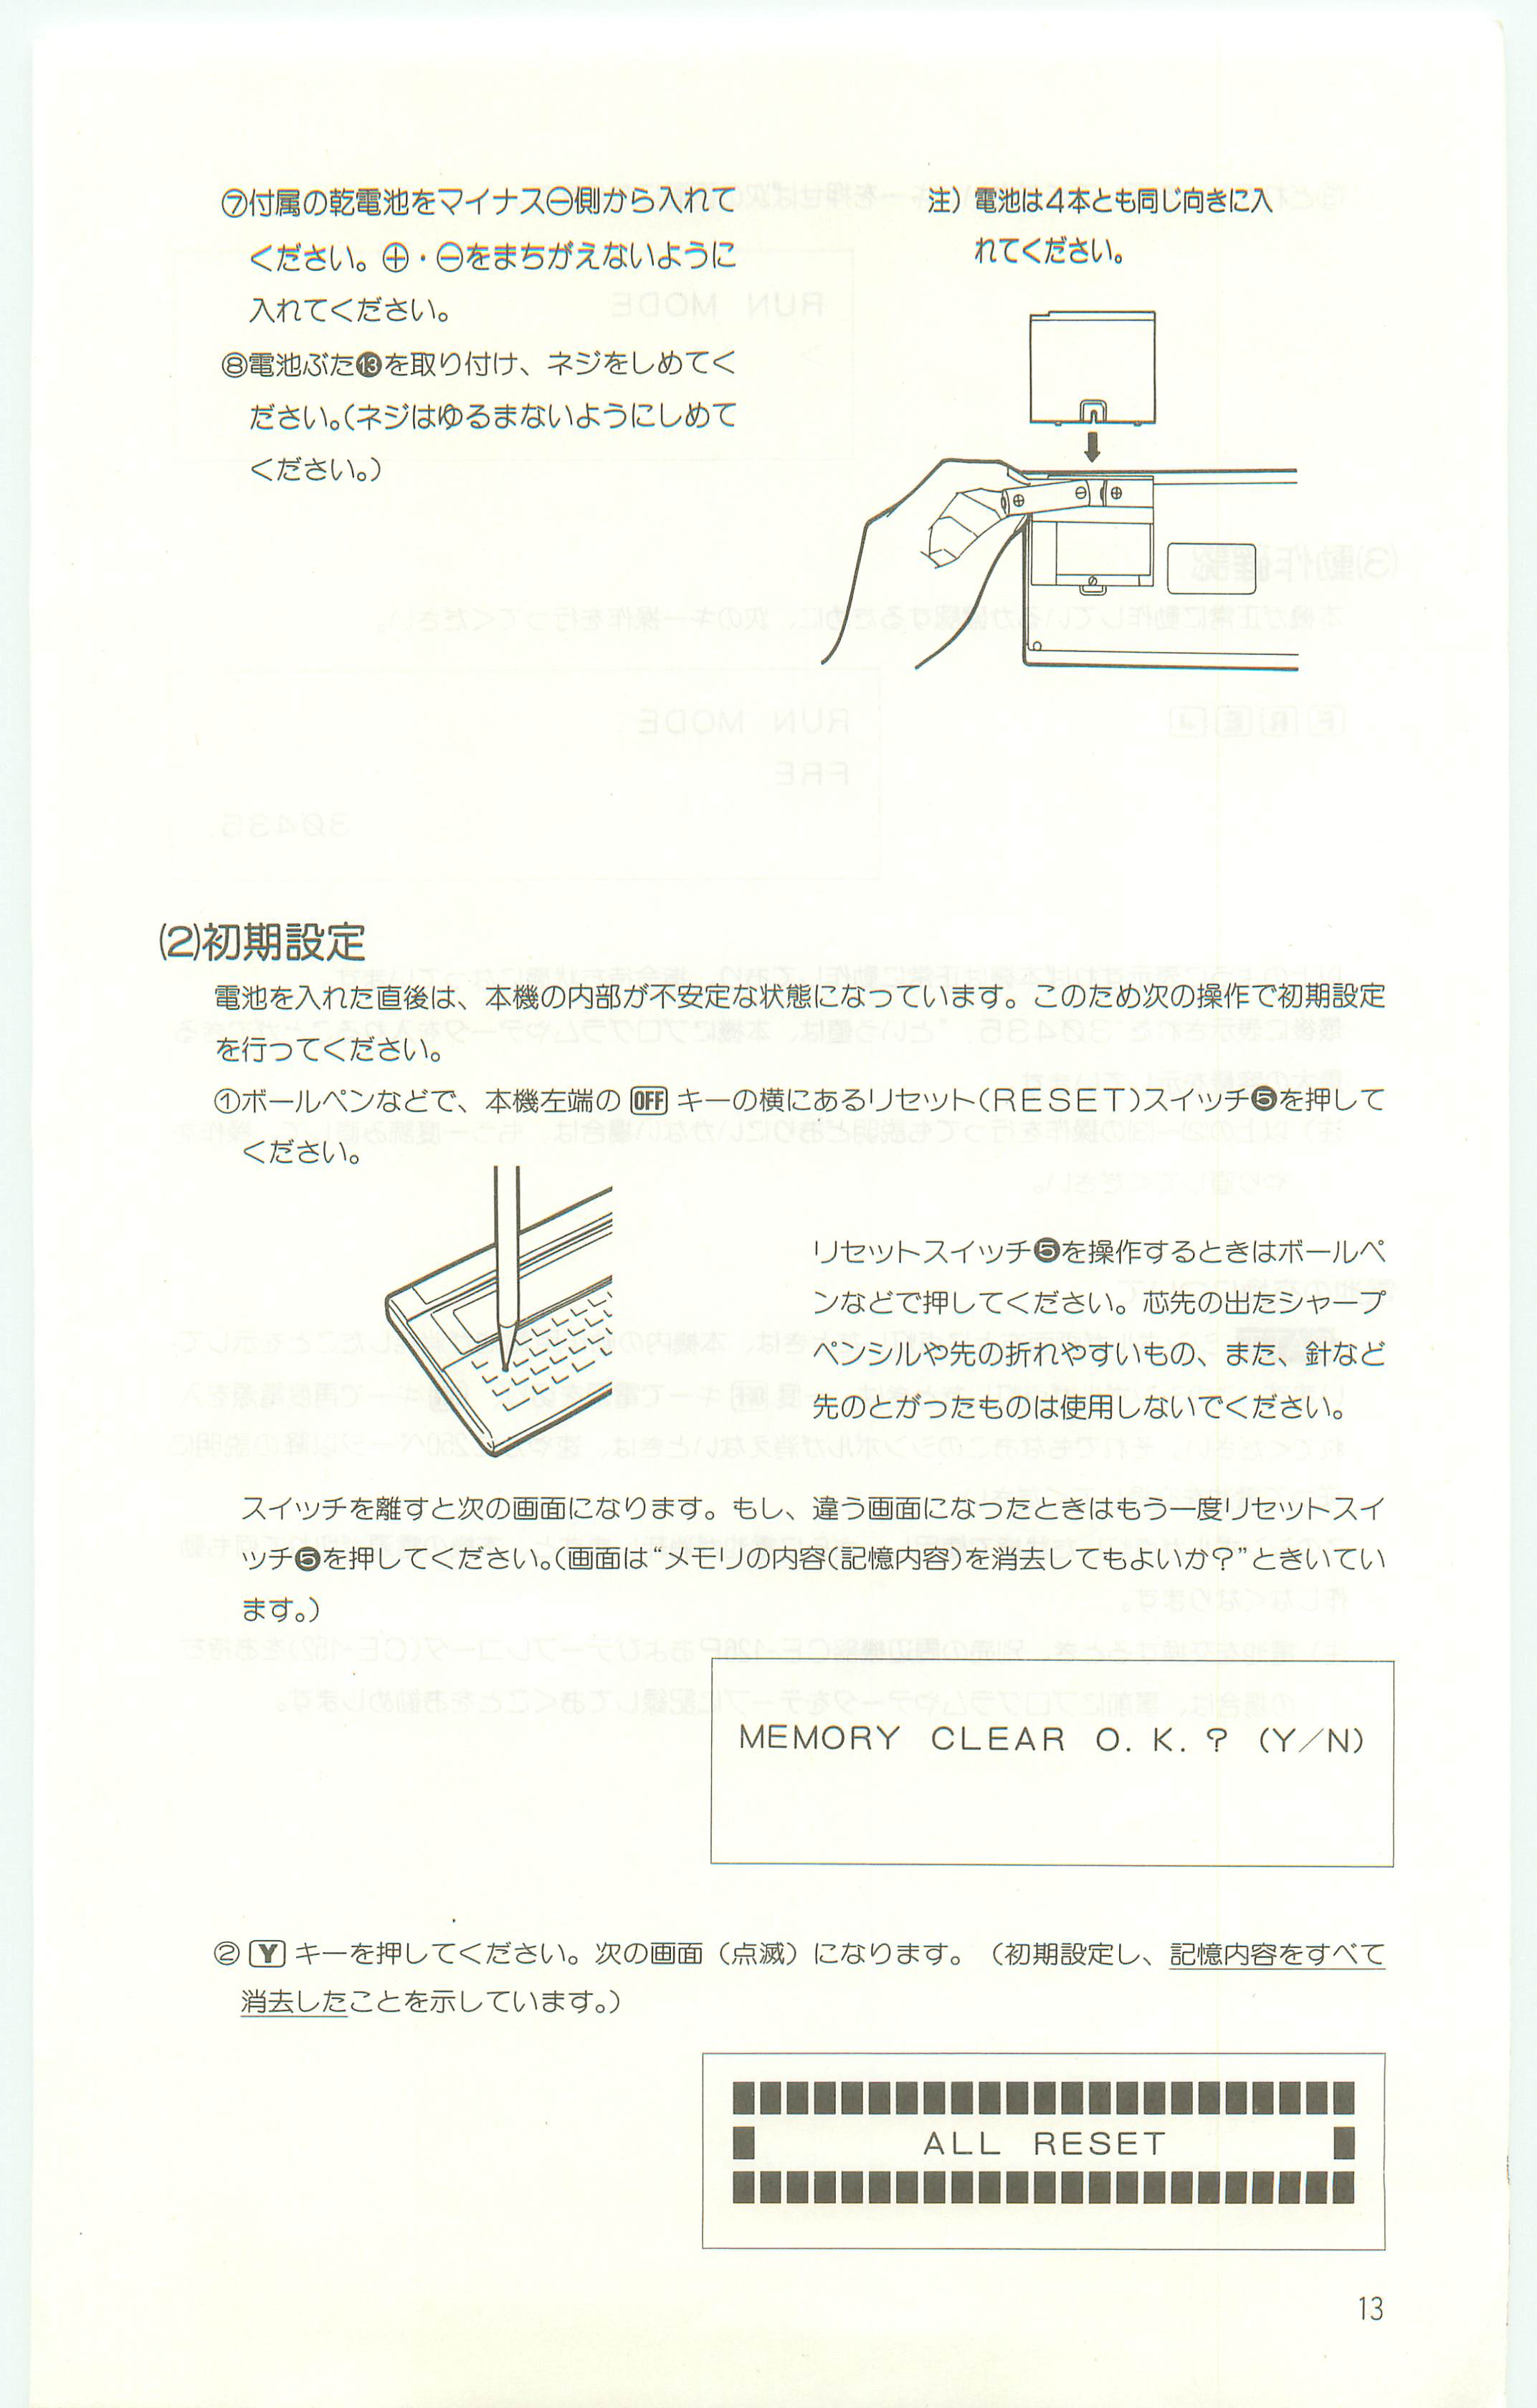 ⑦付属の乾電池をマイナス⊖側から入れて
ください。⊕・⊖をまちがえないように
入れてください。
⑧電池ぶた⓭を取り付け、ネジをしめてく
ださい。(ネジはゆるまないようにしめて
ください。)
注) 電池は4本とも同じ向きに入
れてください。
(2)初期設定
電池を入れた直後は、本機の内部が不安定な状態になっています。このため次の操作で初期設定
を行ってください。
①ボールペンなどで、本機左端の OFF キーの横にあるリセット(RESET)スイッチ❺を押して
ください。
リセットスイッチ❺を操作するときはボールペ
ンなどで押してください。芯先の出たシャープ
ペンシルや先の折れやすいもの、また、針など
先のとがったものは使用しないでください。
スイッチを離すと次の画面になります。もし、違う画面になったときはもう一度リセットスイ
ッチ❺を押してください。(画面は“メモリの内容(記憶内容)を消去してもよいか?”ときいてい
ます。)
MEMORY CLEAR O. K. ? (Y/N)
② Y キーを押してください。次の画面(点滅)になります。(初期設定し、記憶内容をすべて
消去したことを示しています。)
ALL RESET
13